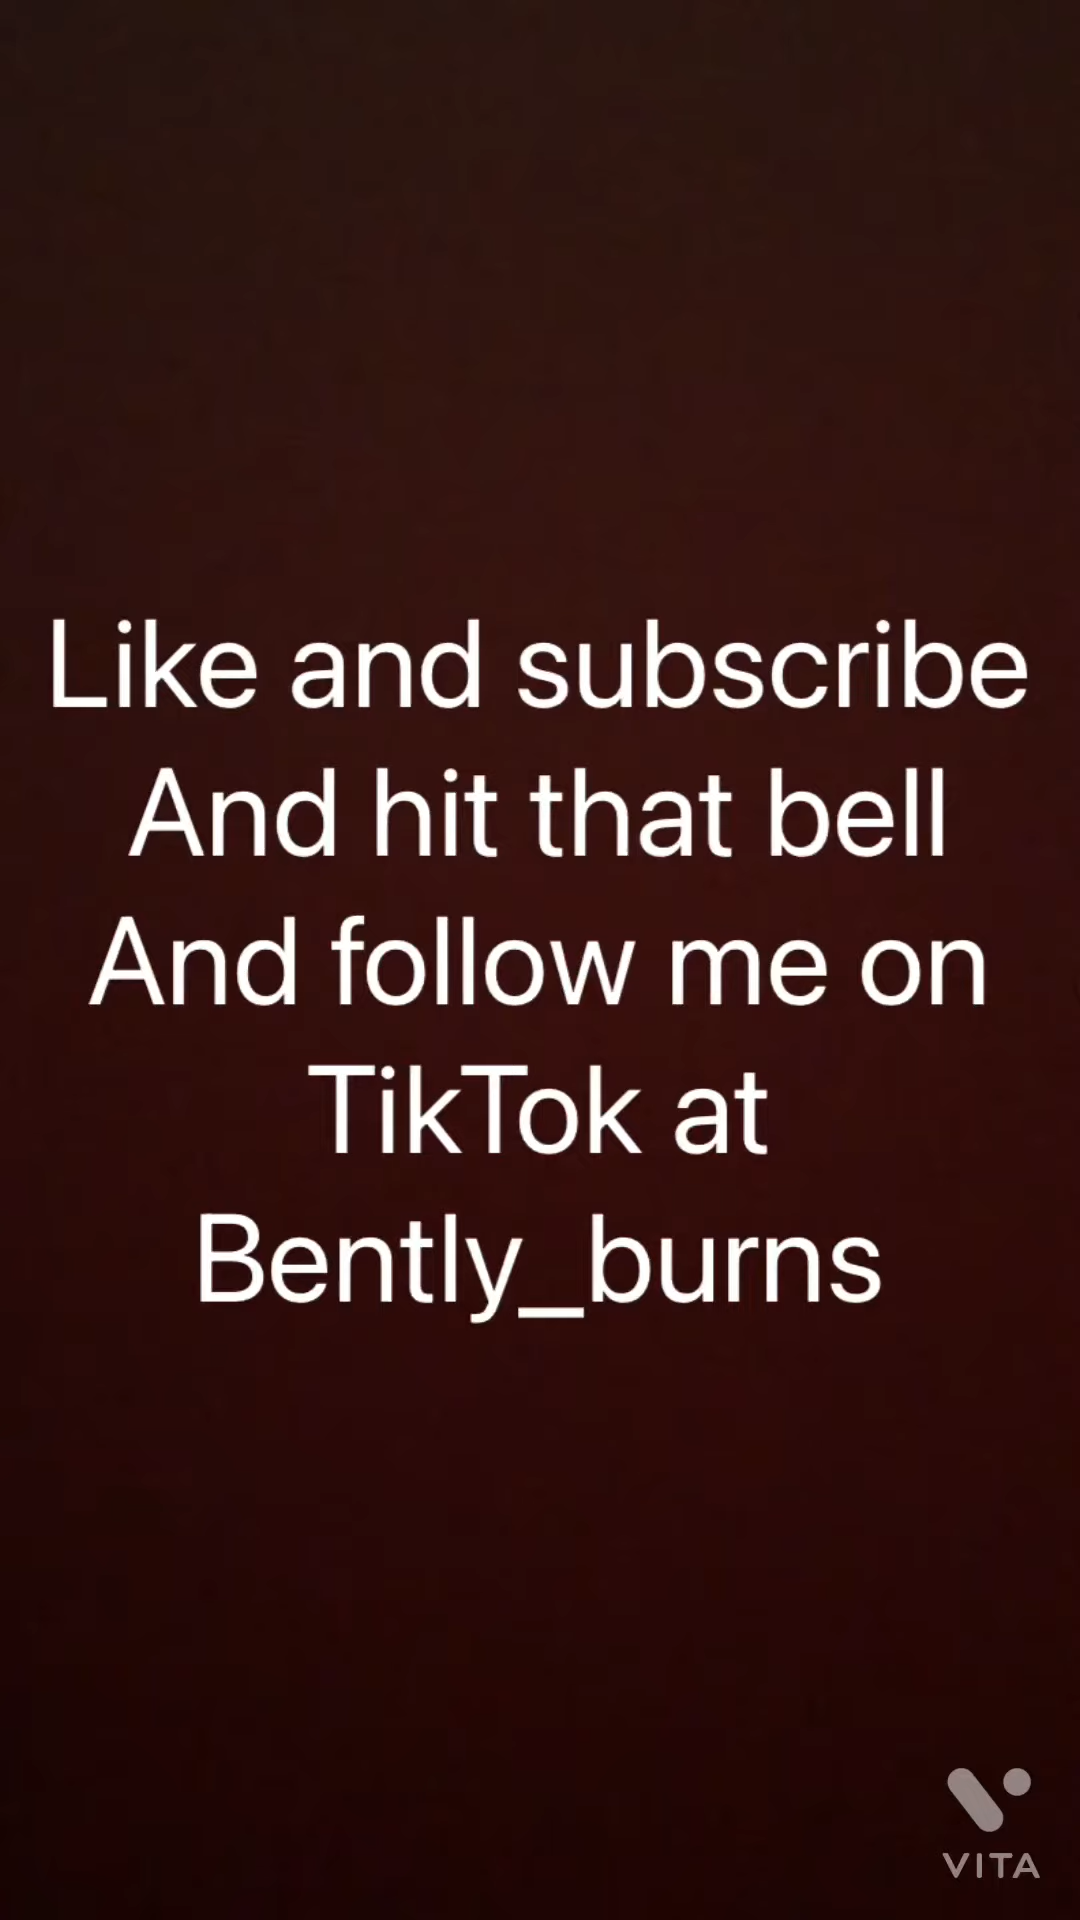 Like and subscribe
And hit that bell
And follow me on
TikTok at
Bently_burns
VITA